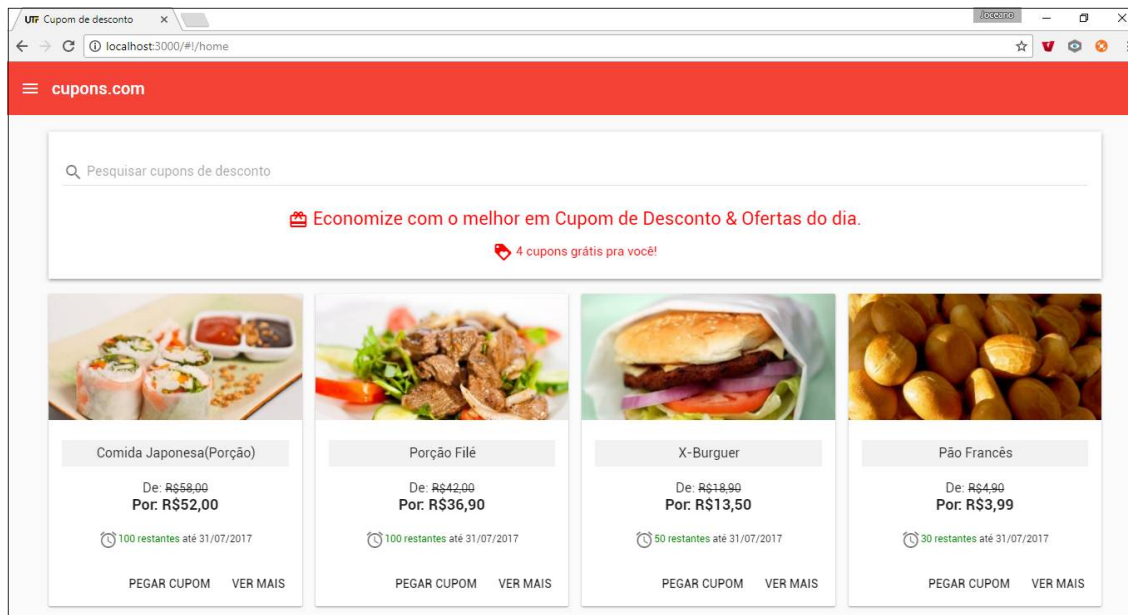 UTF Cupom de desconto
Joceano
localhost:3000/#!/home
cupons.com
Pesquisar cupons de desconto
Economize com o melhor em Cupom de Desconto & Ofertas do dia.
4 cupons grátis pra você!
Comida Japonesa(Porção)
De: R$58,00
Por: R$52,00
100 restantes até 31/07/2017
PEGAR CUPOM VER MAIS
Porção Filé
De: R$42,00
Por: R$36,90
100 restantes até 31/07/2017
PEGAR CUPOM VER MAIS
X-Burguer
De: R$18,90
Por: R$13,50
50 restantes até 31/07/2017
PEGAR CUPOM VER MAIS
Pão Francês
De: R$4,90
Por: R$3,99
30 restantes até 31/07/2017
PEGAR CUPOM VER MAIS